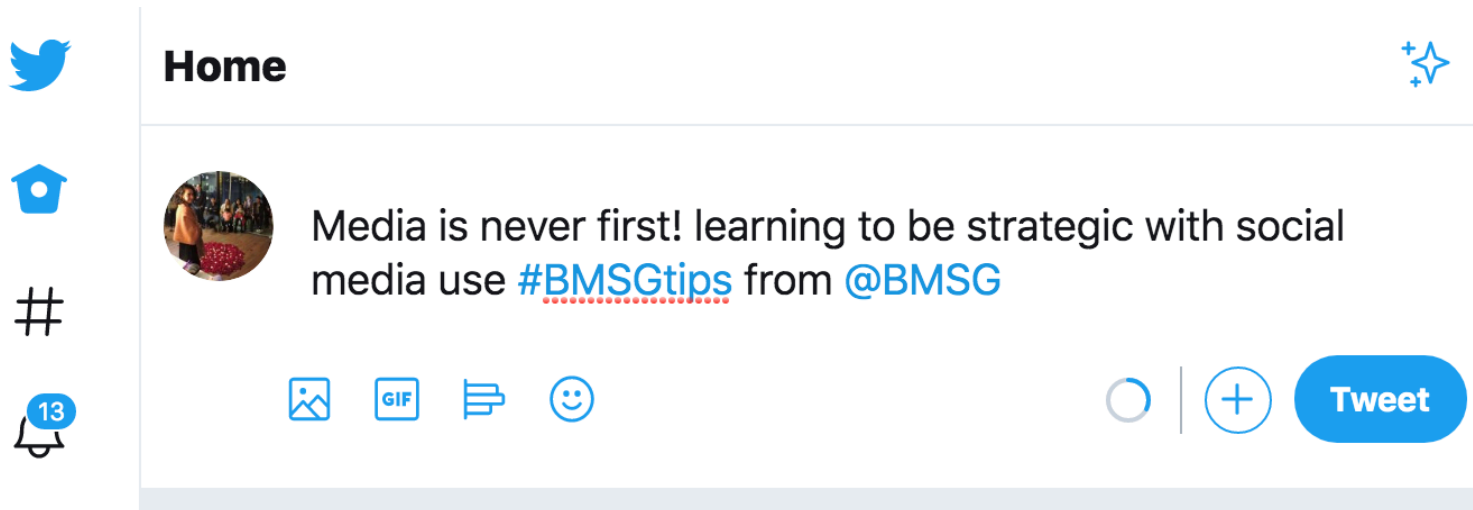 Home
Media is never first! learning to be strategic with social
media use #BMSGtips from @BMSG
GIF
Tweet
13